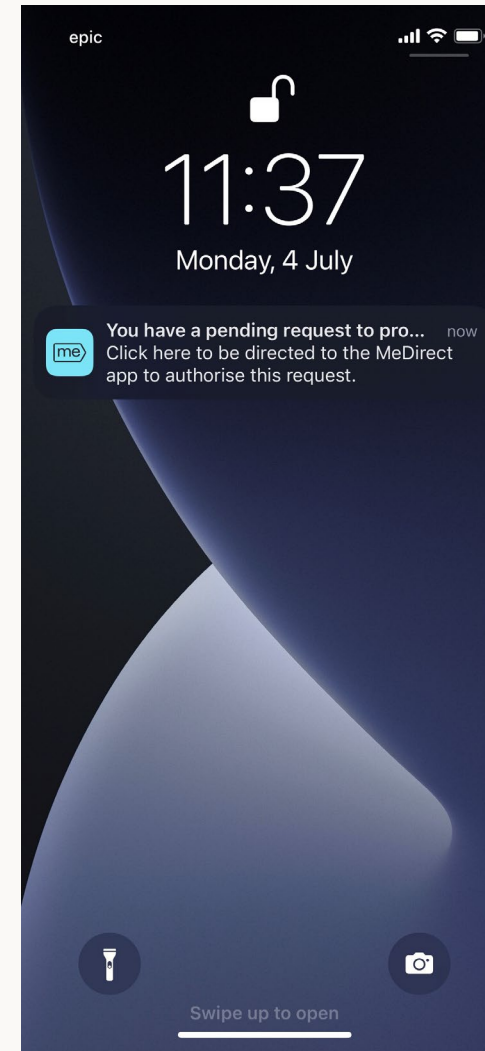 epic
11:37
Monday, 4 July
me
You have a pending request to pro... now
Click here to be directed to the MeDirect
app to authorise this request.
Swipe up to open